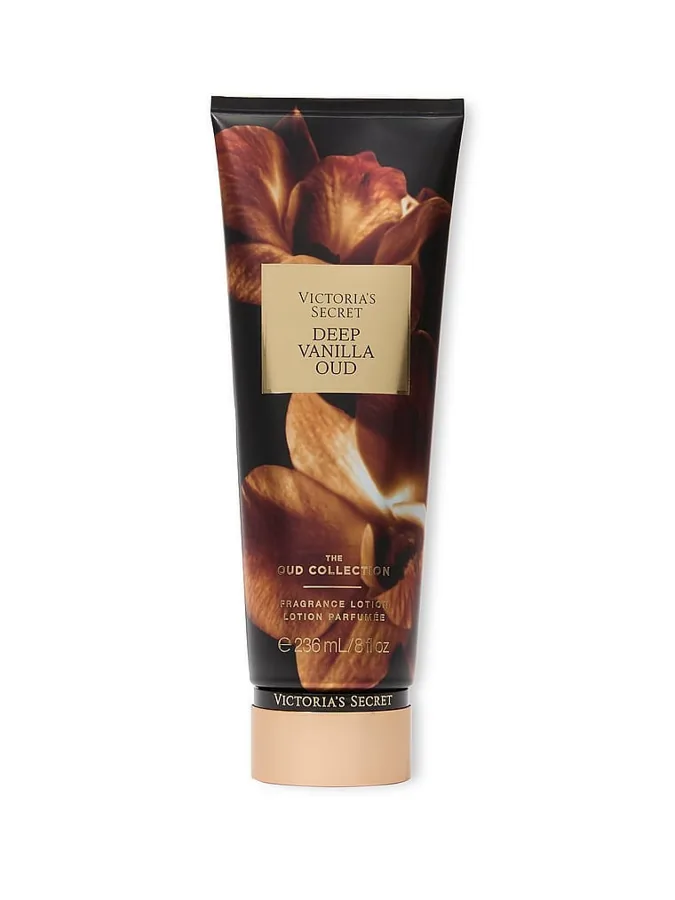 VICTORIA'S
SECRET
DEEP
VANILLA
OUD
THE
OUD COLLECTION
FRAGRANCE LOTION
LOTION PARFUMÉE
℮ 236 mL/8 fl oz
VICTORIA'S SECRET